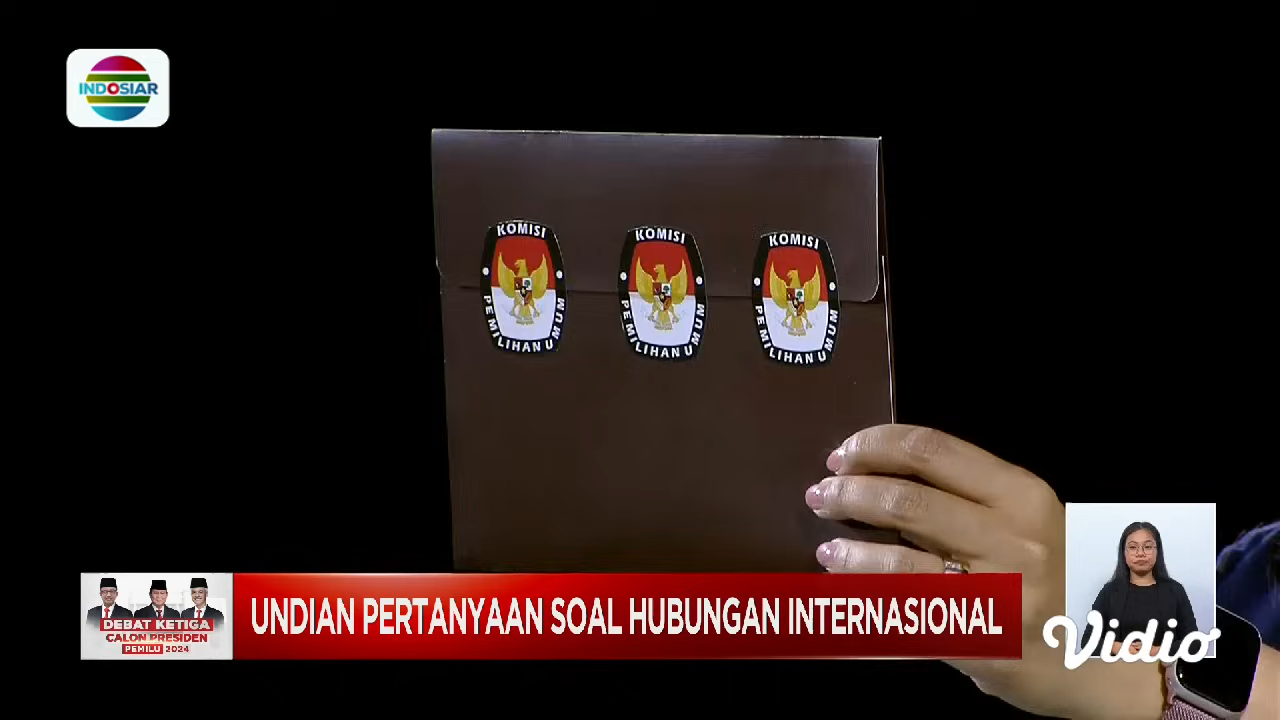 INDOSIAR
KOMISI
PEMILIHAN UMUM
KOMISI
PEMILIHAN UMUM
KOMISI
PEMILIHAN UMUM
DEBAT KETIGA
CALON PRESIDEN
PEMILU 2024
UNDIAN PERTANYAAN SOAL HUBUNGAN INTERNASIONAL
Vidio